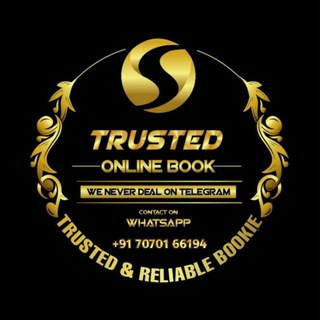 TRUSTED
ONLINE BOOK
WE NEVER DEAL ON TELEGRAM
CONTACT ON
WHATSAPP
+91 70701 66194
TRUSTED & RELIABLE BOOKIE